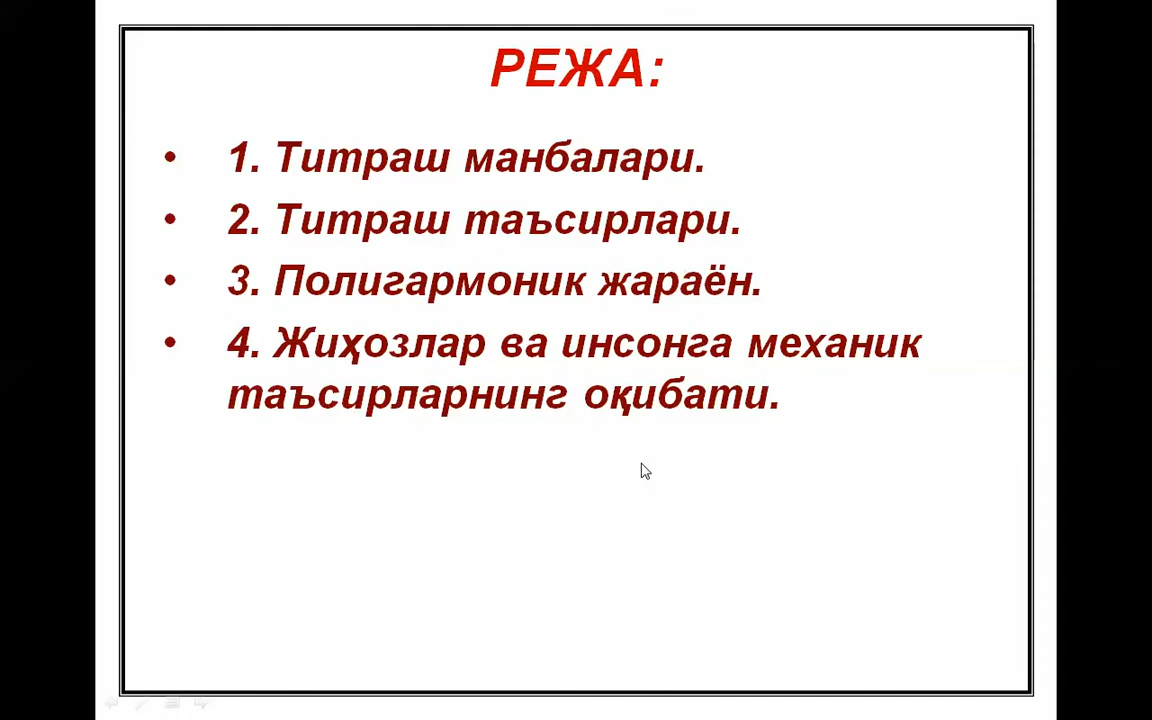 РЕЖА:
• 1. Титраш манбалари.
• 2. Титраш таъсирлари.
• 3. Полигармоник жараён.
• 4. Жиҳозлар ва инсонга механик
таъсирларнинг оқибати.